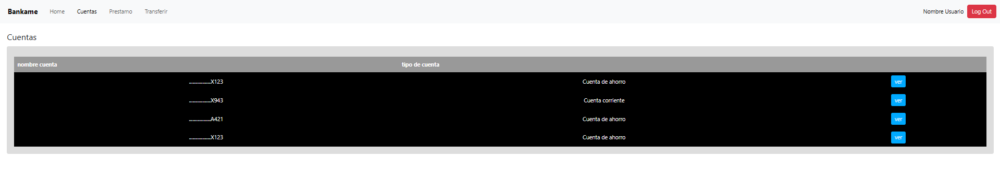 Bankame Home Cuentas Prestamo Transferir Nombre Usuario Log Out
Cuentas
nombre cuenta tipo de cuenta
..................X123 Cuenta de ahorro ver
..................X943 Cuenta corriente ver
..................A421 Cuenta de ahorro ver
..................X123 Cuenta de ahorro ver